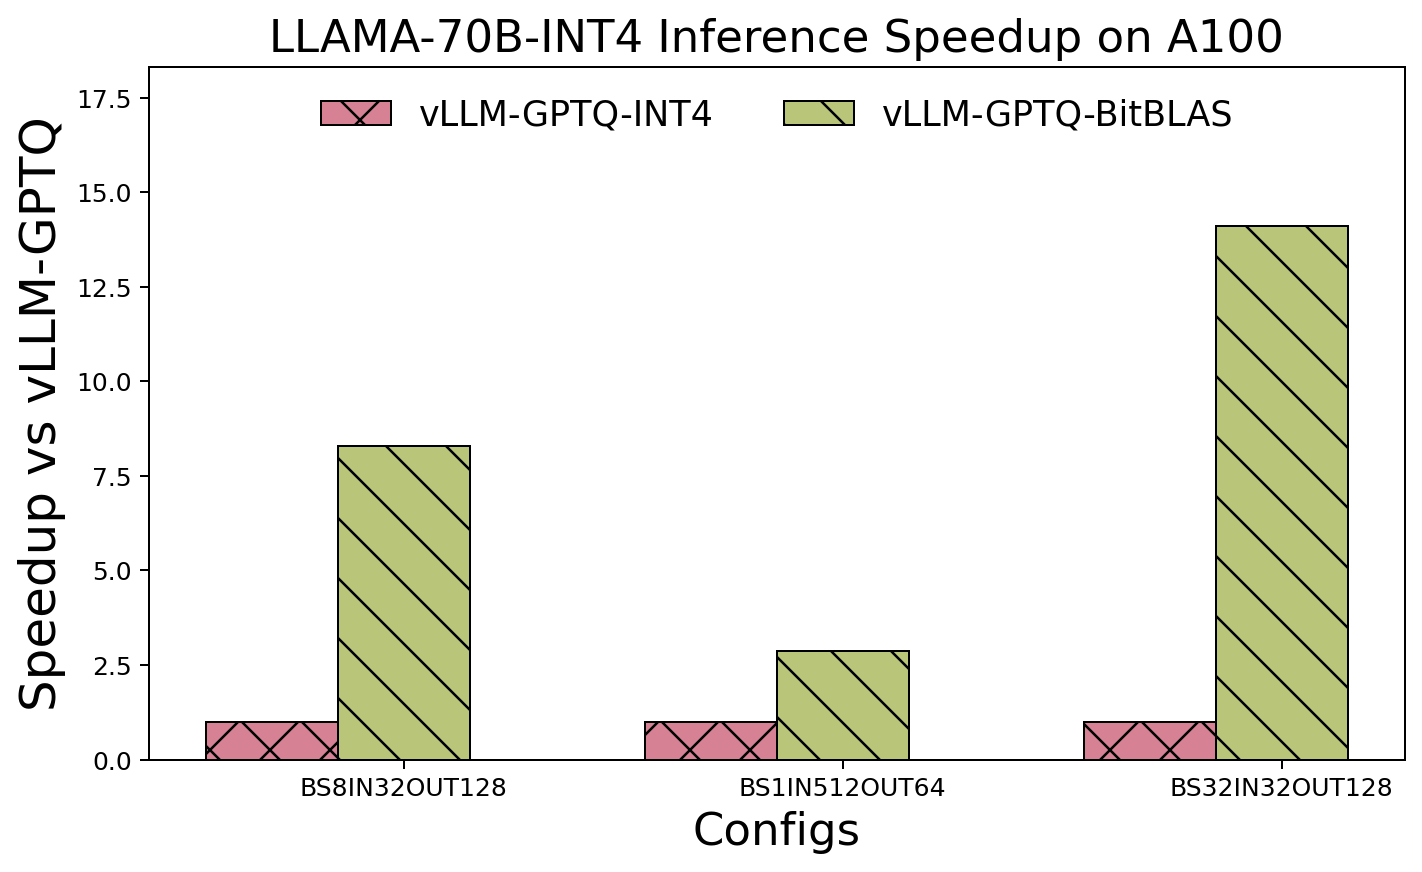 LLAMA-70B-INT4 Inference Speedup on A100
vLLM-GPTQ-INT4
vLLM-GPTQ-BitBLAS
Speedup vs vLLM-GPTQ
17.5
15.0
12.5
10.0
7.5
5.0
2.5
0.0
BS8IN32OUT128
BS1IN512OUT64
BS32IN32OUT128
Configs